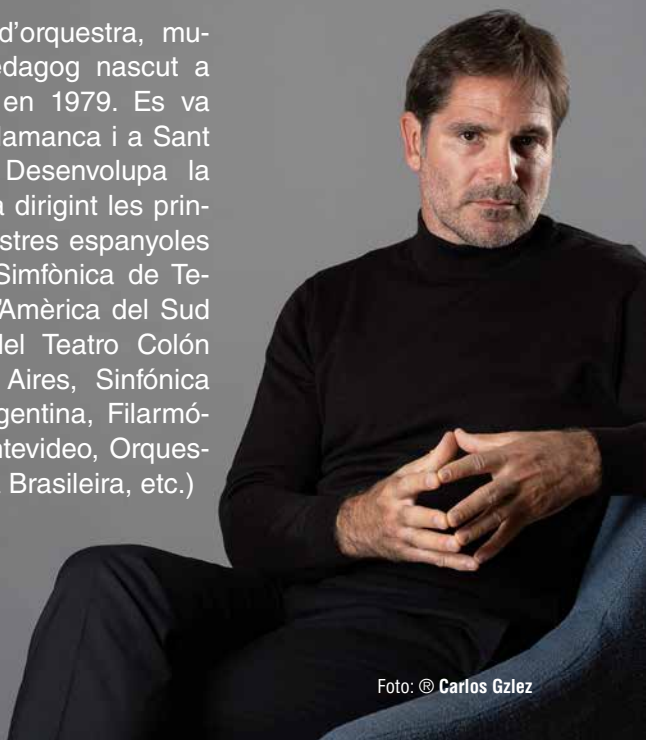 d’orquestra, mu-
edagog nascut a
en 1979. Es va
lamanca i a Sant
Desenvolupa la
a dirigint les prin-
stres espanyoles
Simfònica de Te-
’Amèrica del Sud
del Teatro Colón
Aires, Sinfónica
gentina, Filarmó-
ntevideo, Orques-
Brasileira, etc.)
Foto: ® Carlos Gzlez